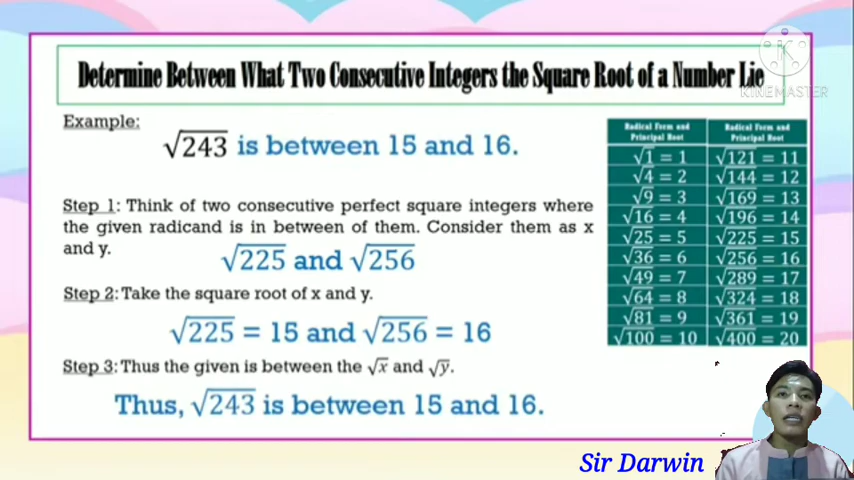 K
KINEMASTER
Determine Between What Two Consecutive Integers the Square Root of a Number Lie
Example:
√243 is between 15 and 16.
Step 1: Think of two consecutive perfect square integers where
the given radicand is in between of them. Consider them as x
and y.
√225 and √256
Step 2: Take the square root of x and y.
√225 = 15 and √256 = 16
Step 3: Thus the given is between the √x and √y.
Thus, √243 is between 15 and 16.
Radical Form and Principal Root
√1 = 1
√4 = 2
√9 = 3
√16 = 4
√25 = 5
√36 = 6
√49 = 7
√64 = 8
√81 = 9
√100 = 10
Radical Form and Principal Root
√121 = 11
√144 = 12
√169 = 13
√196 = 14
√225 = 15
√256 = 16
√289 = 17
√324 = 18
√361 = 19
√400 = 20
Sir Darwin